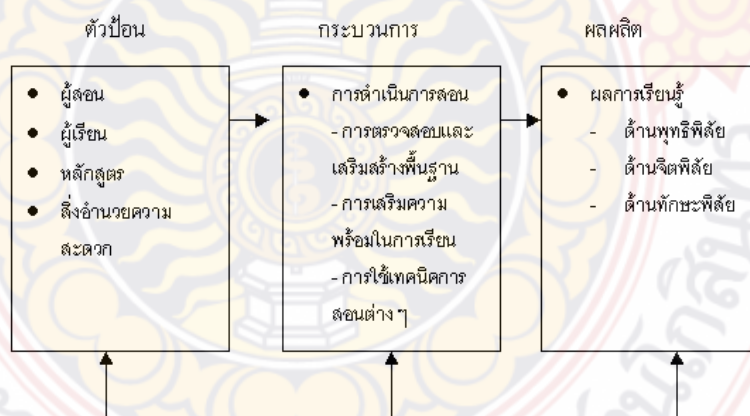 ตัวป้อน
กระบวนการ
ผลผลิต
● ผู้สอน
● ผู้เรียน
● หลักสูตร
● สิ่งอำนวยความ
สะดวก
● การดำเนินการสอน
- การตรวจสอบและ
เสริมสร้างพื้นฐาน
- การเสริมความ
พร้อมในการเรียน
- การใช้เทคนิคการ
สอนต่าง ๆ
● ผลการเรียนรู้
- ด้านพุทธิพิสัย
- ด้านจิตพิสัย
- ด้านทักษะพิสัย